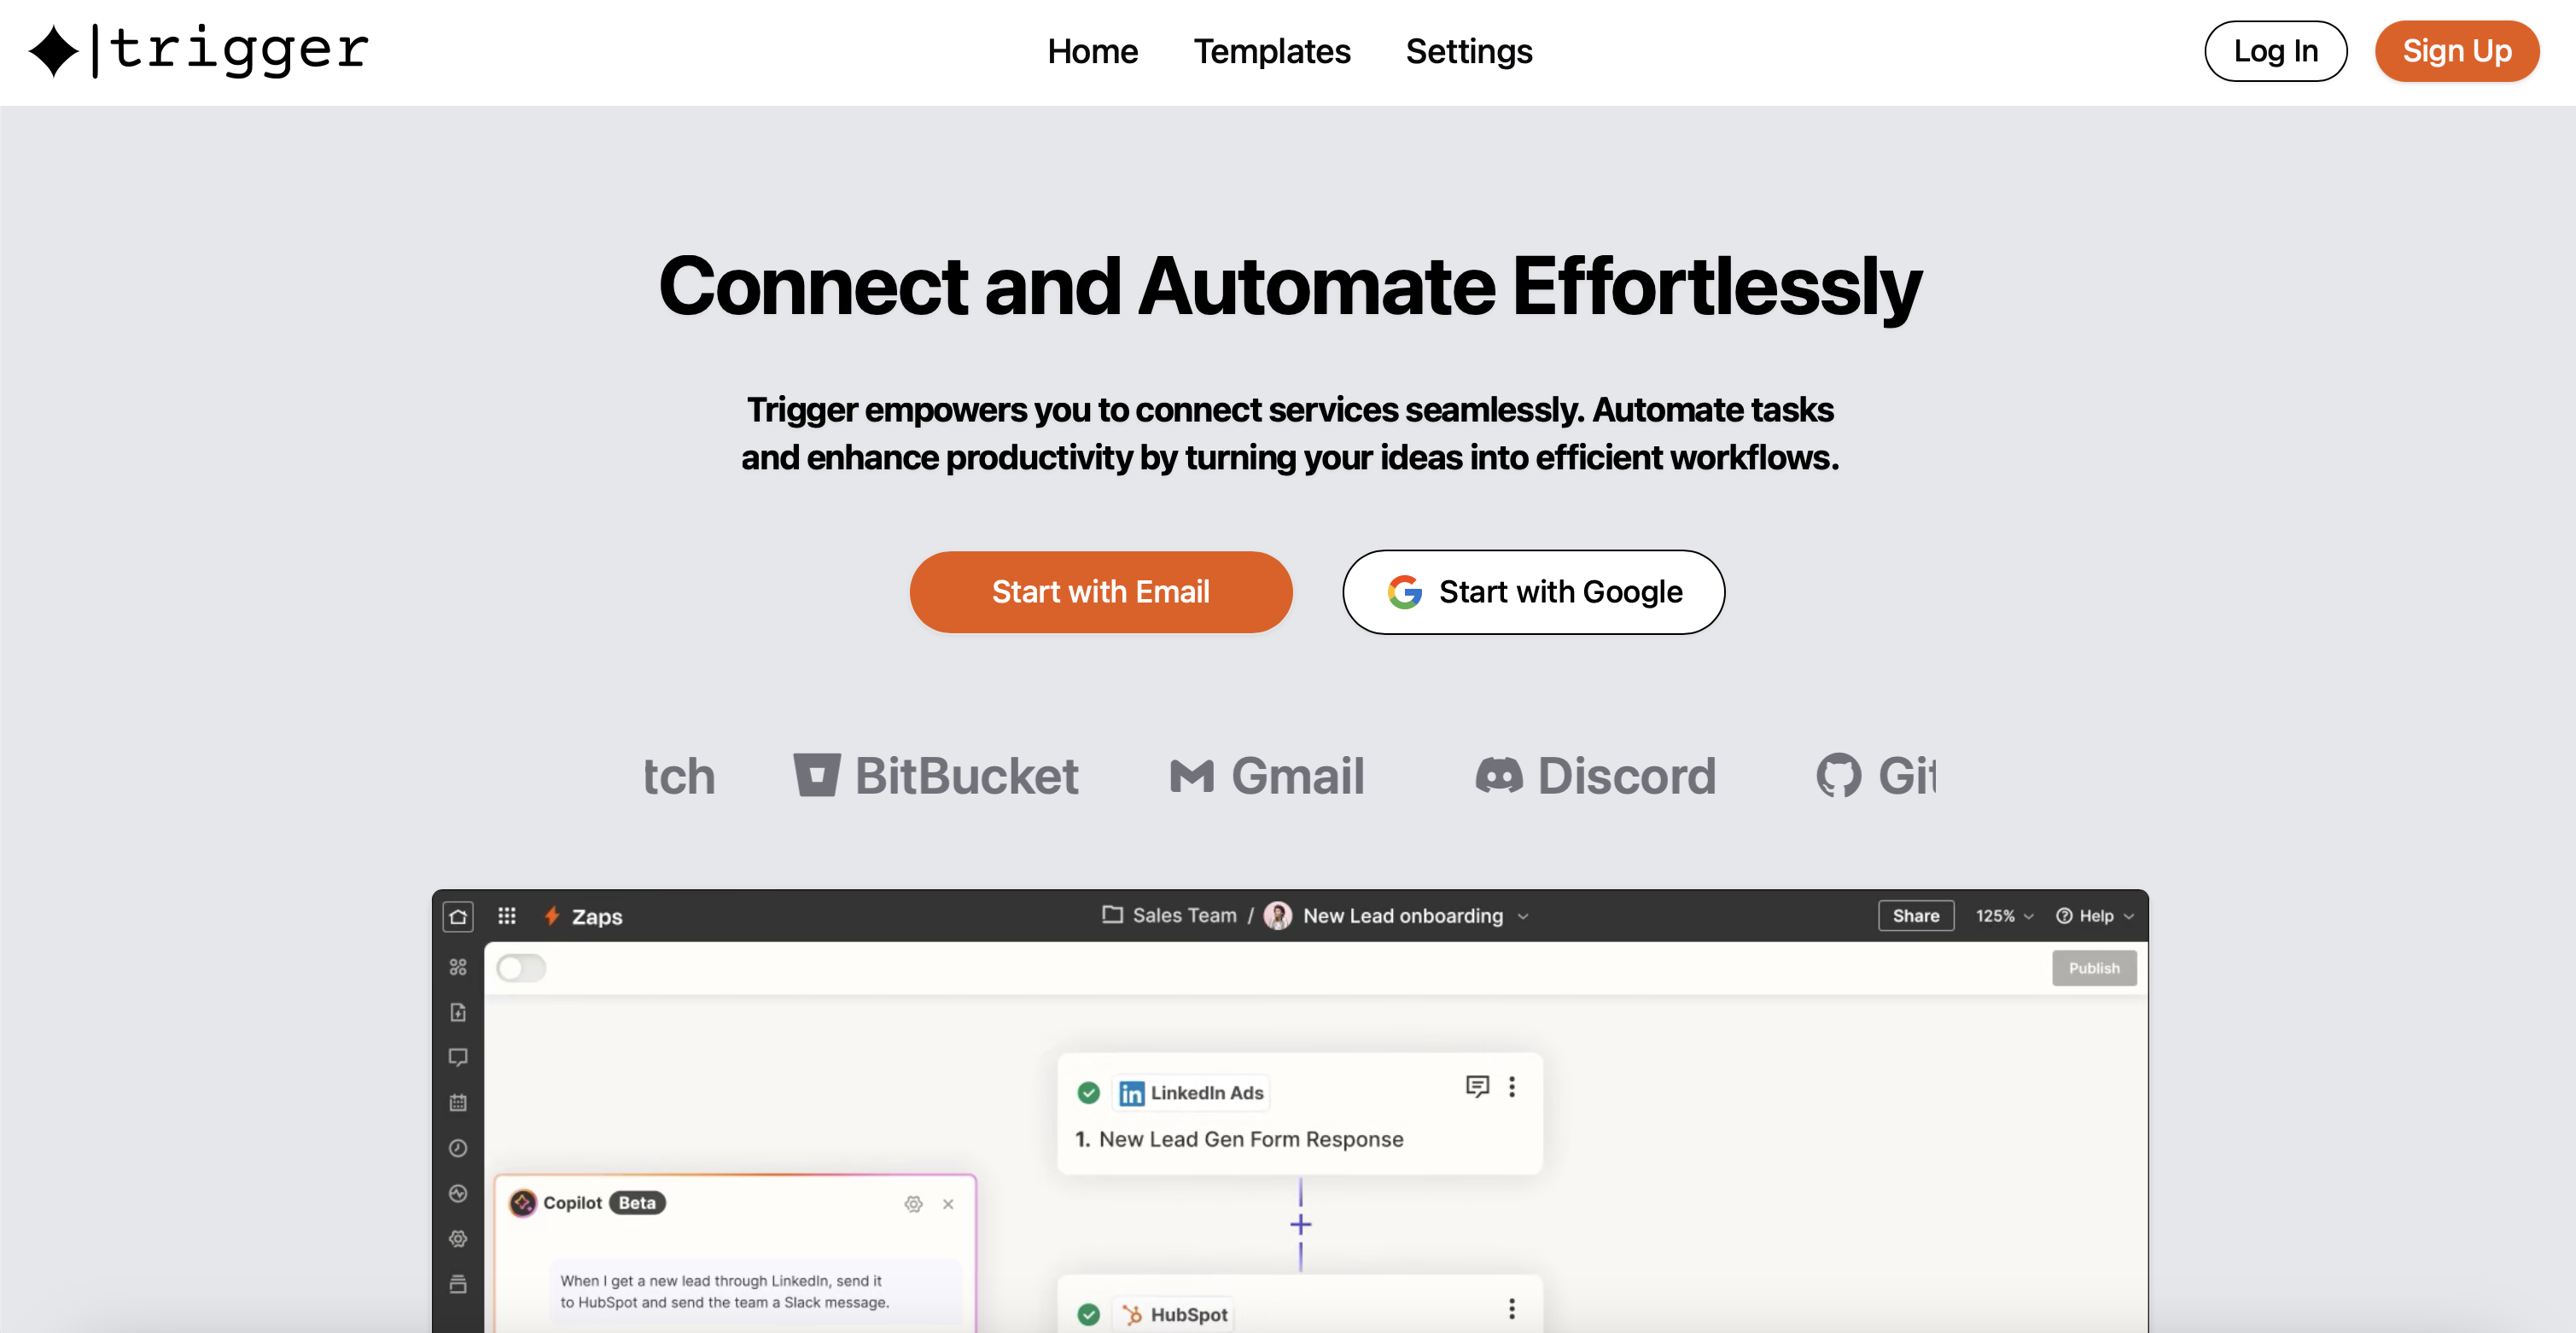 |trigger
Home Templates Settings
Log In Sign Up
Connect and Automate Effortlessly
Trigger empowers you to connect services seamlessly. Automate tasks
and enhance productivity by turning your ideas into efficient workflows.
Start with Email
Start with Google
tch BitBucket Gmail Discord Git
Zaps Sales Team / New Lead onboarding Share 125% Help
Publish
LinkedIn Ads
1. New Lead Gen Form Response
Copilot Beta
When I get a new lead through LinkedIn, send it
to HubSpot and send the team a Slack message.
HubSpot